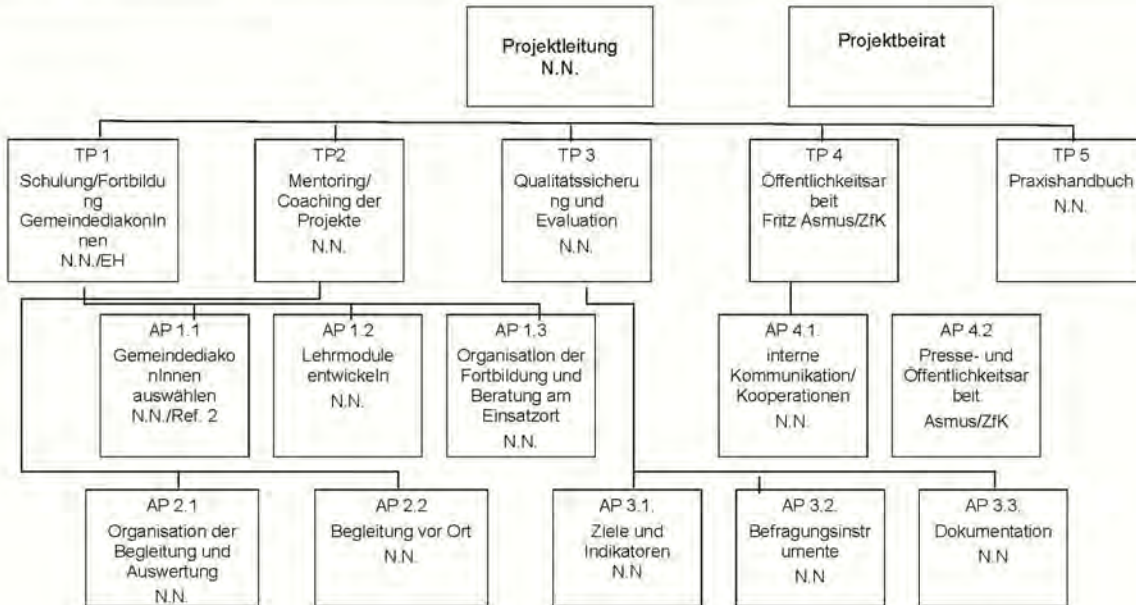 Projektleitung
N.N.
Projektbeirat
TP 1
Schulung/Fortbildu
ng
GemeindediakonIn
nen
N.N./EH
TP2
Mentoring/
Coaching der
Projekte
N.N.
TP 3
Qualitätssicheru
ng und
Evaluation
N.N.
TP 4
Öffentlichkeitsar
beit
Fritz Asmus/ZfK
TP 5
Praxishandbuch
N.N.
AP 1.1
Gemeindediako
nInnen
auswählen
N.N./Ref. 2
AP 1.2
Lehrmodule
entwickeln
N.N.
AP 1.3
Organisation der
Fortbildung und
Beratung am
Einsatzort
N.N.
AP 4.1.
interne
Kommunikation/
Kooperationen
N.N.
AP 4.2
Presse- und
Öffentlichkeitsar
beit
Asmus/ZfK
AP 2.1
Organisation der
Begleitung und
Auswertung
N.N.
AP 2.2
Begleitung vor Ort
N.N.
AP 3.1.
Ziele und
Indikatoren
N.N
AP 3.2.
Befragungsinstr
umente
N.N
AP 3.3.
Dokumentation
N.N